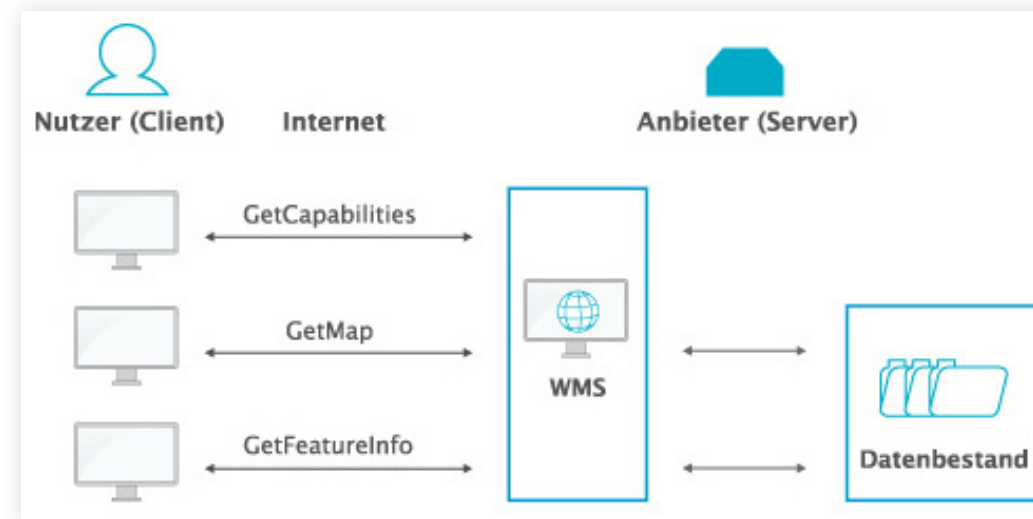 Nutzer (Client)
Internet
Anbieter (Server)
GetCapabilities
GetMap
WMS
GetFeatureInfo
Datenbestand